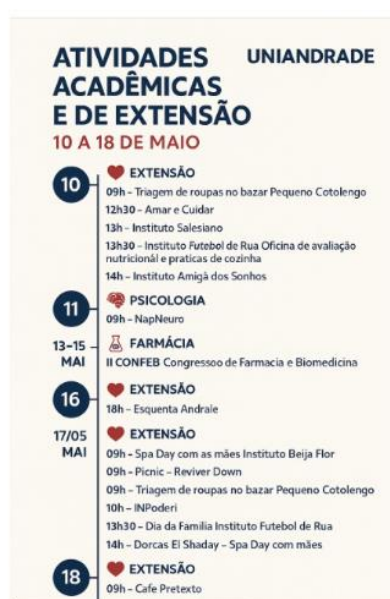 ATIVIDADES
ACADÊMICAS
E DE EXTENSÃO
UNIANDRADE
10 A 18 DE MAIO
10
EXTENSÃO
09h – Triagem de roupas no bazar Pequeno Cotolengo
12h30 – Amar e Cuidar
13h – Instituto Salesiano
13h30 – Instituto Futebol de Rua Oficina de avaliação
nutricionál e praticas de cozinha
14h – Instituto Amigà dos Sonhos
11
PSICOLOGIA
09h – NapNeuro
13–15
MAI
FARMÁCIA
II CONFEB Congressoo de Farmacia e Biomedicina
16
EXTENSÃO
18h – Esquenta Andrale
17/05
MAI
EXTENSÃO
09h – Spa Day com as mães Instituto Beija Flor
09h – Picnic – Reviver Down
09h – Triagem de roupas no bazar Pequeno Cotolengo
10h – INPoderi
13h30 – Dia da Familia Instituto Futebol de Rua
14h – Dorcas El Shaday – Spa Day com mães
18
EXTENSÃO
09h – Cafe Pretexto